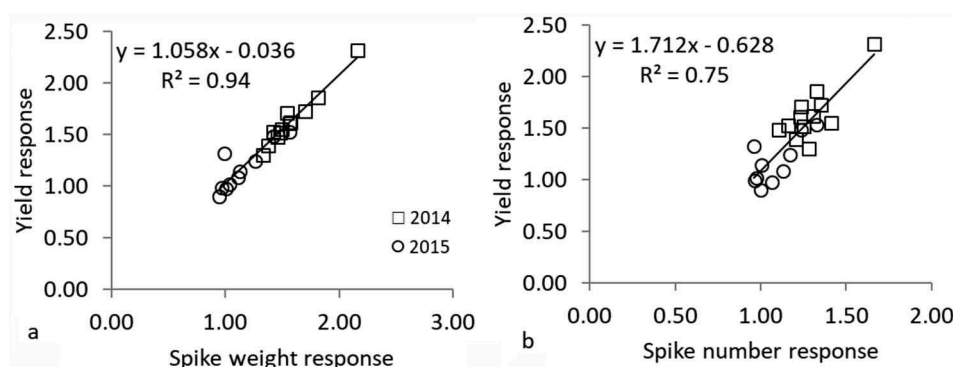 2.50
y = 1.058x - 0.036
R² = 0.94
2.00
1.50
1.00
0.50
0.00
Yield response
□ 2014
○ 2015
0.00 1.00 2.00 3.00
a
Spike weight response
2.50
y = 1.712x - 0.628
R² = 0.75
2.00
1.50
1.00
0.50
0.00
Yield response
0.00 0.50 1.00 1.50 2.00
b
Spike number response